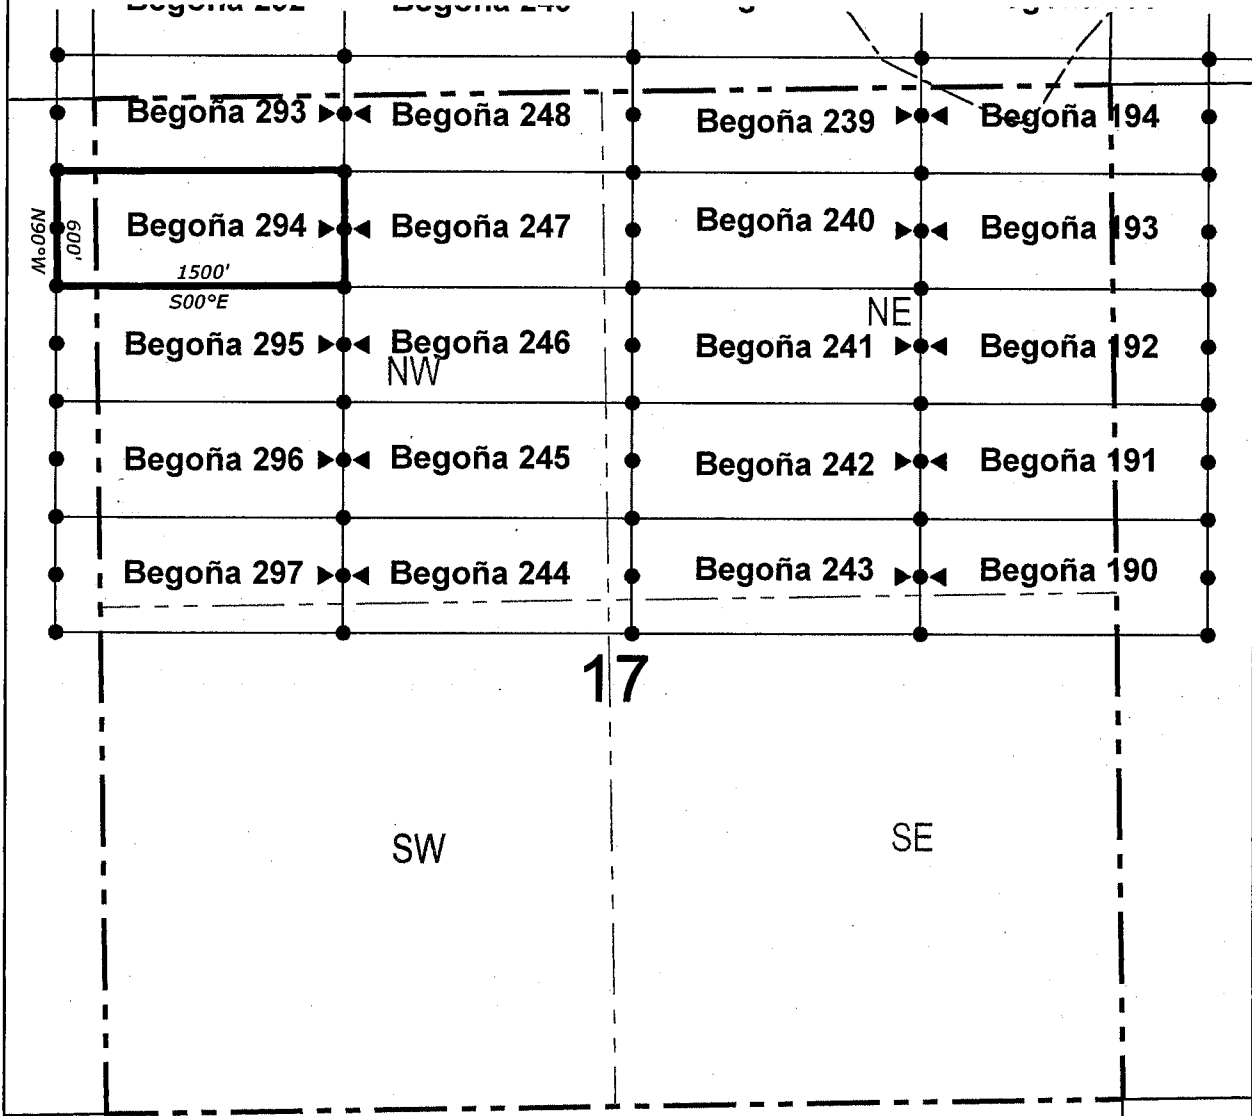 Begoña 293 Begoña 248 Begoña 239 Begoña 194
Begoña 294 Begoña 247 Begoña 240 Begoña 193
N90°W
600'
1500'
S00°E
NE
Begoña 295 Begoña 246 Begoña 241 Begoña 192
NW
Begoña 296 Begoña 245 Begoña 242 Begoña 191
Begoña 297 Begoña 244 Begoña 243 Begoña 190
17
SW SE